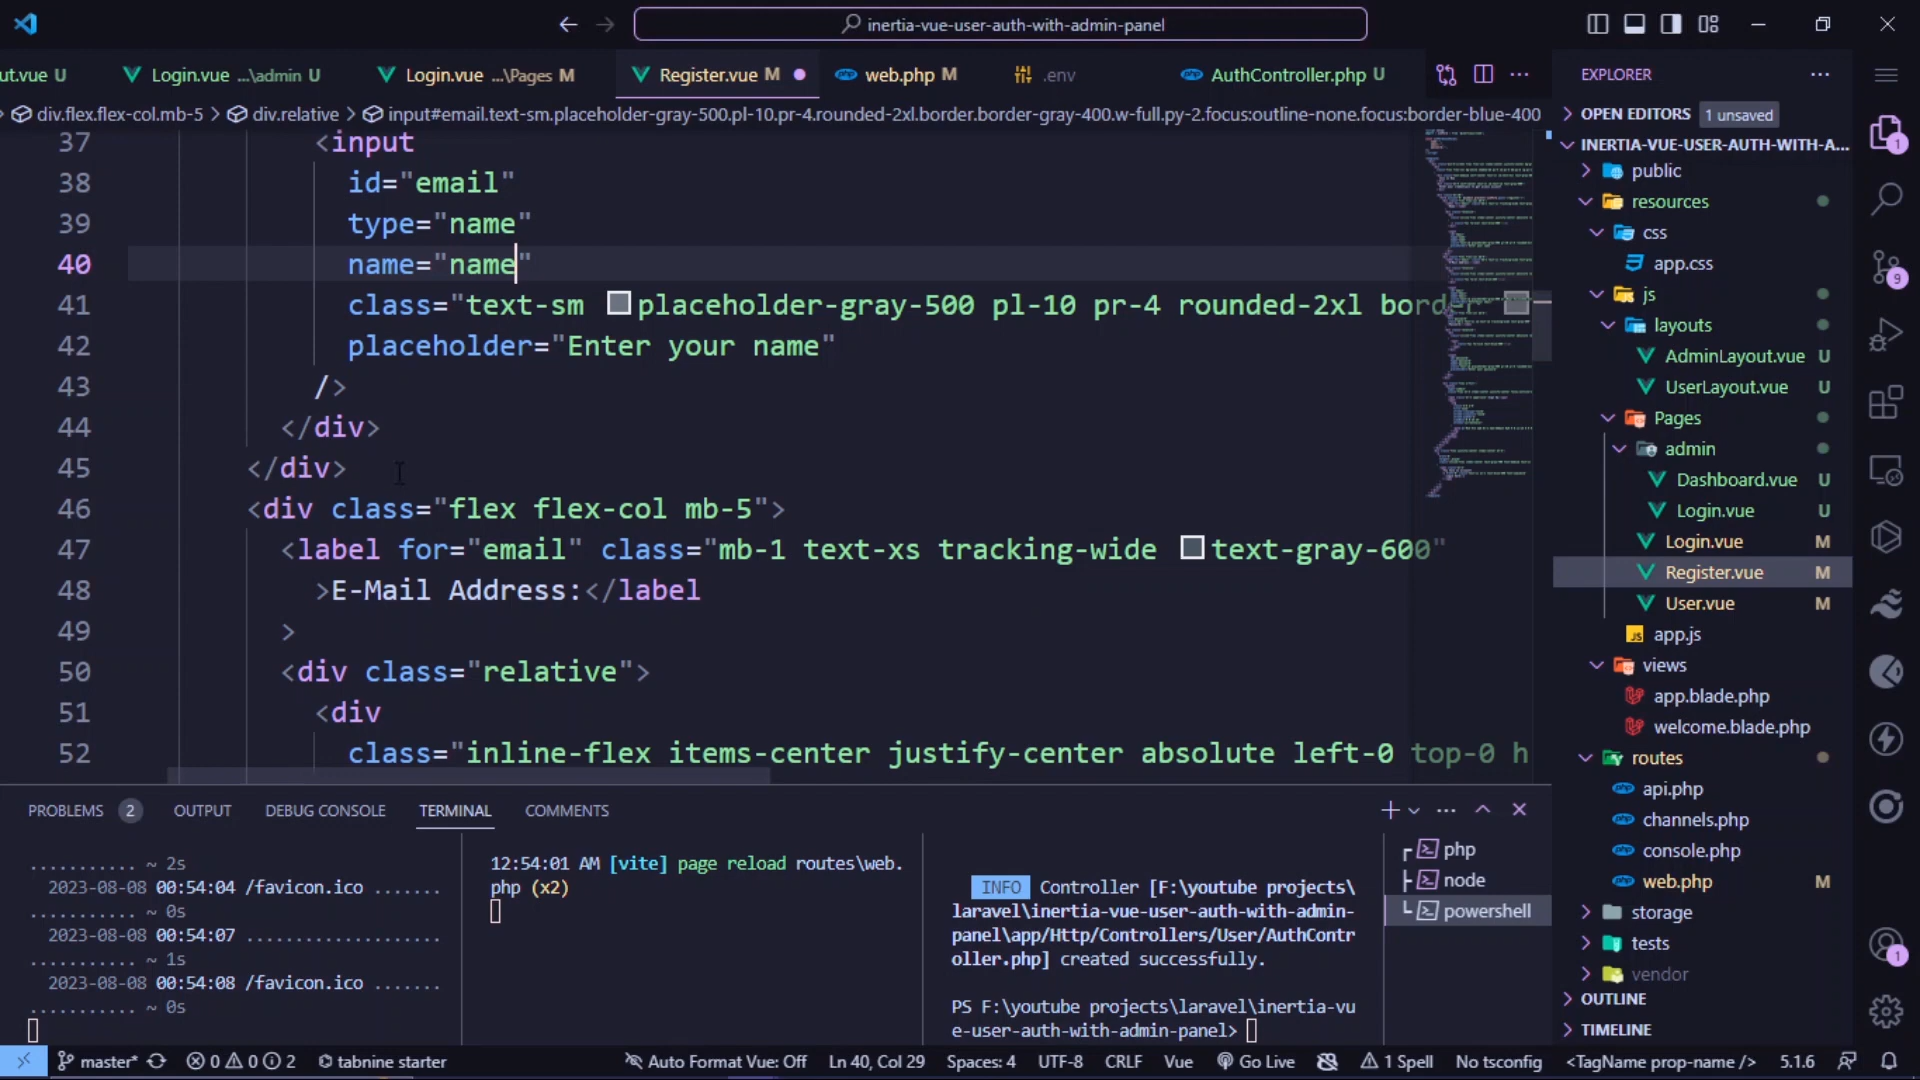 inertia-vue-user-auth-with-admin-panel
ut.vue U
Login.vue ...\admin U
Login.vue ...\Pages M
Register.vue M
web.php M
.env
AuthController.php U
div.flex.flex-col.mb-5 > div.relative > input#email.text-sm.placeholder-gray-500.pl-10.pr-4.rounded-2xl.border.border-gray-400.w-full.py-2.focus:outline-none.focus:border-blue-400
37 <input
38 id="email"
39 type="name"
40 name="name"
41 class="text-sm placeholder-gray-500 pl-10 pr-4 rounded-2xl border
42 placeholder="Enter your name"
43 />
44 </div>
45 </div>
46 <div class="flex flex-col mb-5">
47 <label for="email" class="mb-1 text-xs tracking-wide text-gray-600"
48 >E-Mail Address:</label
49 >
50 <div class="relative">
51 <div
52 class="inline-flex items-center justify-center absolute left-0 top-0 h
PROBLEMS 2 OUTPUT DEBUG CONSOLE TERMINAL COMMENTS
........... ~ 2s
2023-08-08 00:54:04 /favicon.ico .......
........... ~ 0s
2023-08-08 00:54:07 ....................
........... ~ 1s
2023-08-08 00:54:08 /favicon.ico .......
........... ~ 0s
12:54:01 AM [vite] page reload routes\web.
php (x2)
INFO Controller [F:\youtube projects\
laravel\inertia-vue-user-auth-with-admin-
panel\app/Http/Controllers/User/AuthContr
oller.php] created successfully.
PS F:\youtube projects\laravel\inertia-vu
e-user-auth-with-admin-panel>
php
node
powershell
EXPLORER
OPEN EDITORS 1 unsaved
INERTIA-VUE-USER-AUTH-WITH-A...
public
resources
css
app.css
js
layouts
AdminLayout.vue U
UserLayout.vue U
Pages
admin
Dashboard.vue U
Login.vue U
Login.vue M
Register.vue M
User.vue M
app.js
views
app.blade.php
welcome.blade.php
routes
api.php
channels.php
console.php
web.php M
storage
tests
vendor
OUTLINE
TIMELINE
1
9
1
master* 0 0 2 tabnine starter Auto Format Vue: Off Ln 40, Col 29 Spaces: 4 UTF-8 CRLF Vue Go Live 1 Spell No tsconfig <TagName prop-name /> 5.1.6